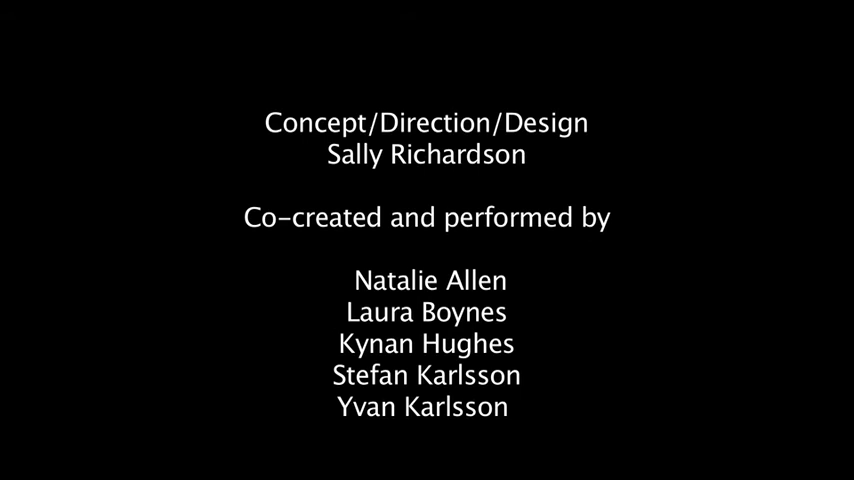 Concept/Direction/Design
Sally Richardson
Co-created and performed by
Natalie Allen
Laura Boynes
Kynan Hughes
Stefan Karlsson
Yvan Karlsson